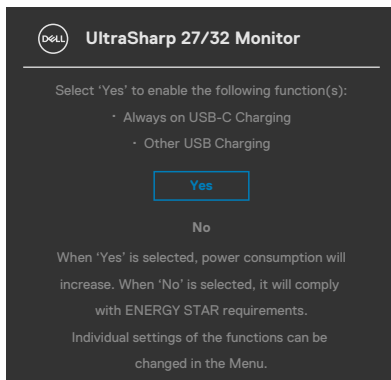 DELL UltraSharp 27/32 Monitor
Select ‘Yes’ to enable the following function(s):
· Always on USB-C Charging
· Other USB Charging
Yes
No
When ‘Yes’ is selected, power consumption will
increase. When ‘No’ is selected, it will comply
with ENERGY STAR requirements.
Individual settings of the functions can be
changed in the Menu.